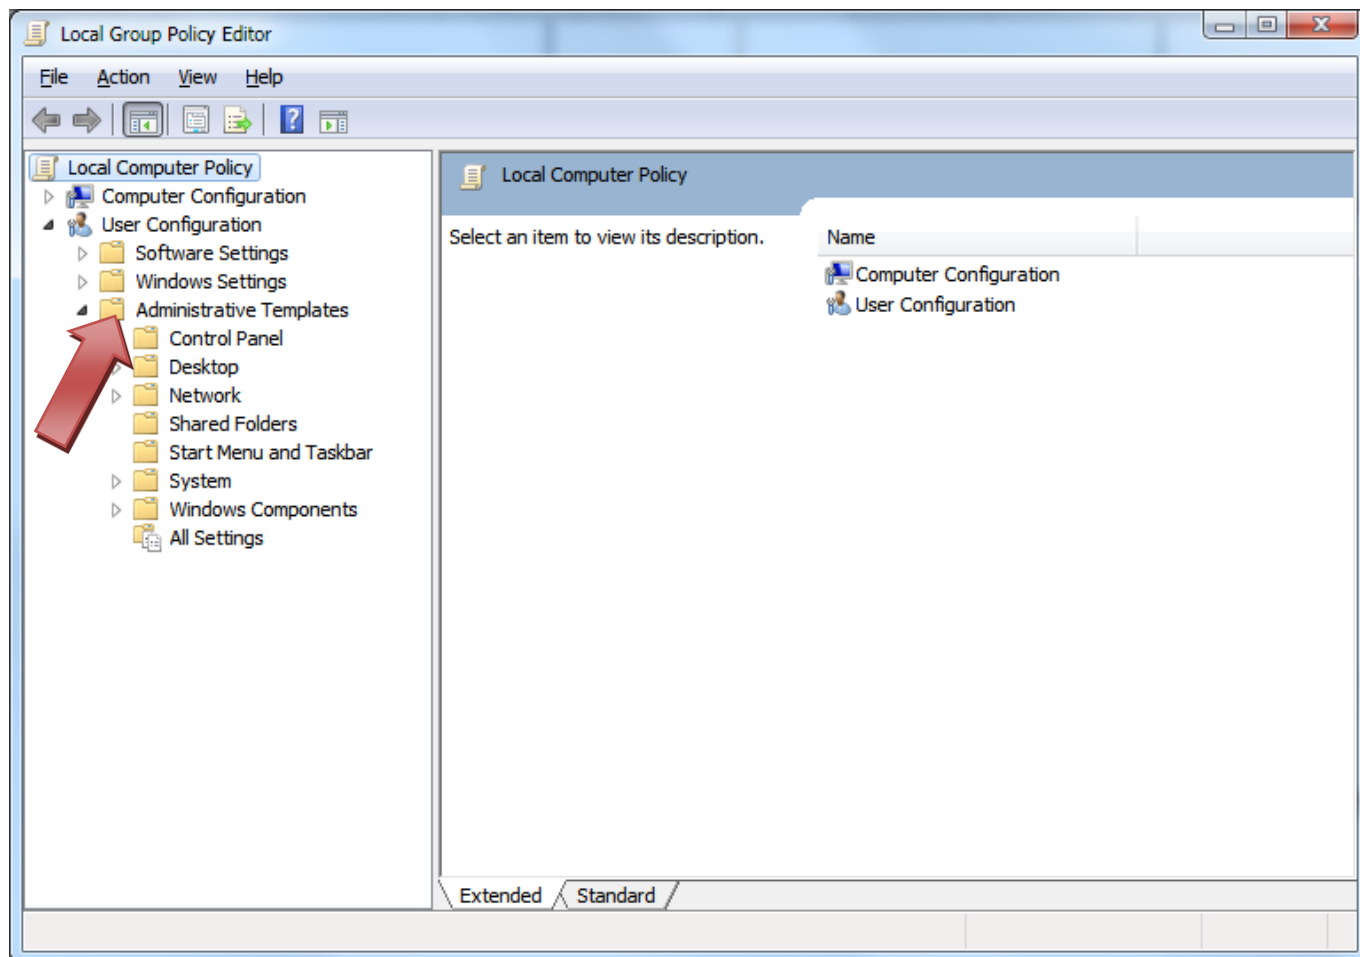 Local Group Policy Editor
File Action View Help
Local Computer Policy
Computer Configuration
User Configuration
Software Settings
Windows Settings
Administrative Templates
Control Panel
Desktop
Network
Shared Folders
Start Menu and Taskbar
System
Windows Components
All Settings
Local Computer Policy
Select an item to view its description.
Name
Computer Configuration
User Configuration
Extended Standard